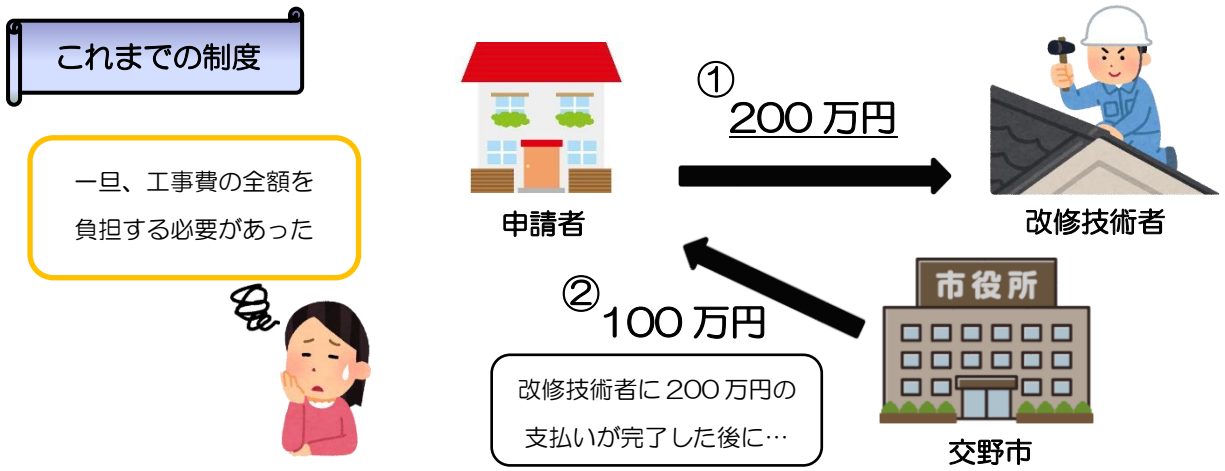 これまでの制度
一旦、工事費の全額を
負担する必要があった
①
200万円
申請者
改修技術者
②
100万円
改修技術者に200万円の
支払いが完了した後に…
市役所
交野市